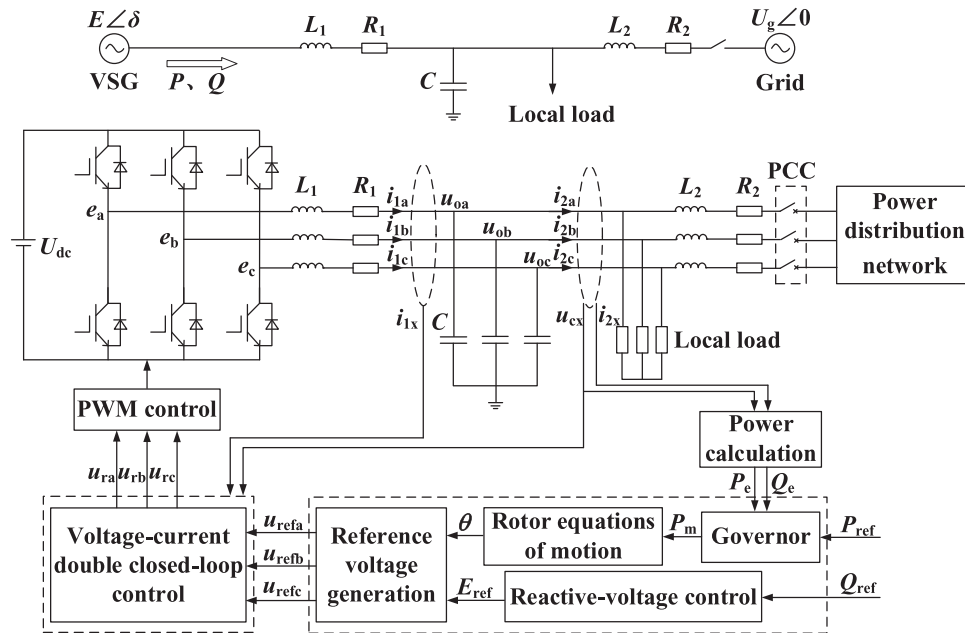 E∠δ
L1
R1
L2
R2
Ug∠0
VSG
P、Q
C
Local load
Grid
L1
R1
i1a
uoa
i2a
L2
R2
PCC
ea
i1b
uob
i2b
Power
distribution
network
eb
Udc
ec
i1c
uoc
i2c
i1x
C
ucx
i2x
Local load
PWM control
Power
calculation
ura
urb
urc
Pe
Qe
Voltage-current
double closed-loop
control
urefa
urefb
urefc
Reference
voltage
generation
θ
Rotor equations
of motion
Pm
Governor
Pref
Eref
Reactive-voltage control
Qref